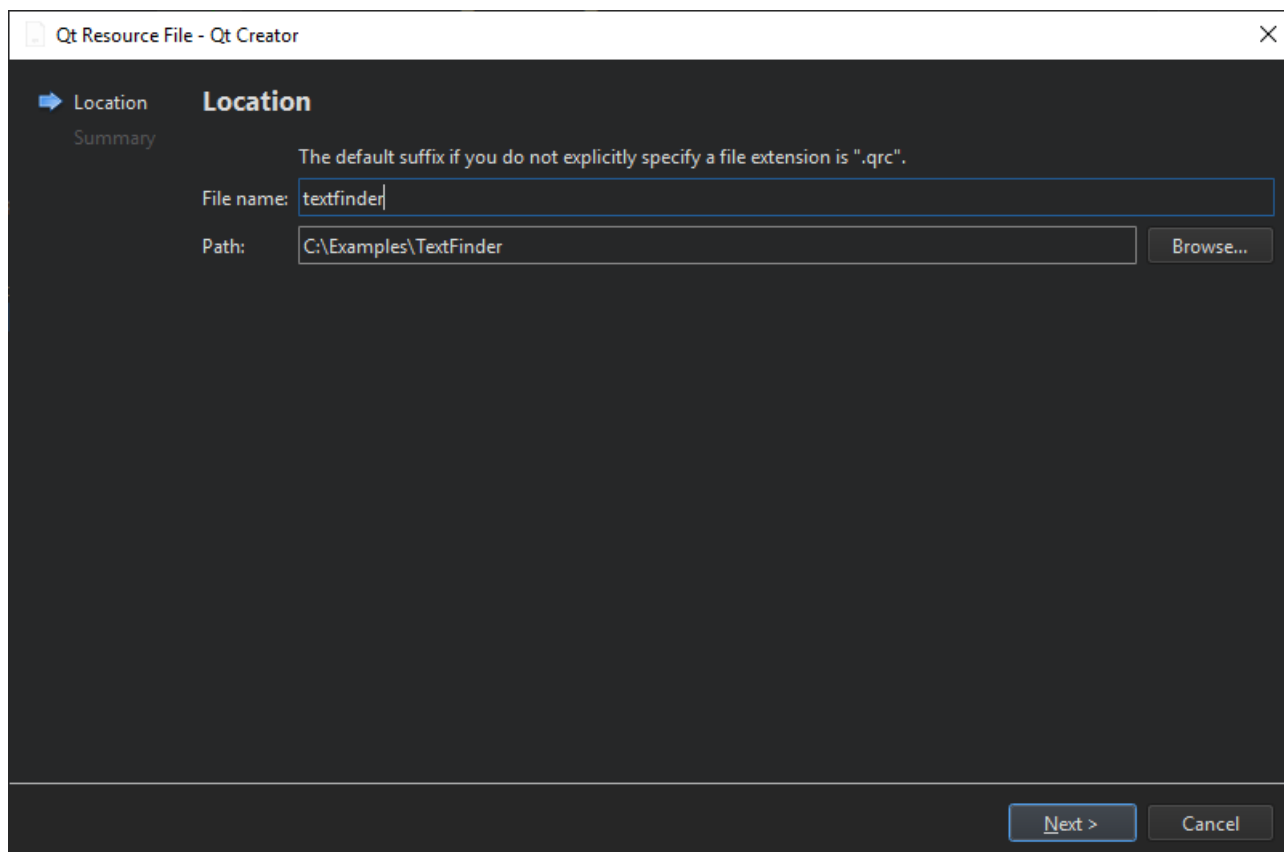 Qt Resource File - Qt Creator
Location
Summary
Location
The default suffix if you do not explicitly specify a file extension is ".qrc".
File name: textfinder
Path: C:\Examples\TextFinder Browse...
Next > Cancel